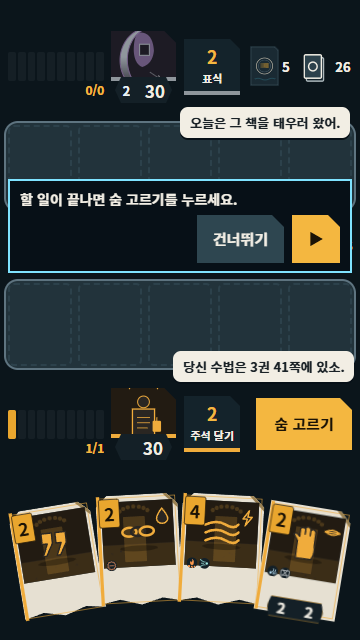 2 30
0/0
2
표식
5
26
오늘은 그 책을 태우러 왔어.
할 일이 끝나면 숨 고르기를 누르세요.
건너뛰기
당신 수법은 3권 41쪽에 있소.
1/1
30
2
주석 달기
숨 고르기
2
2
4
2
2 2